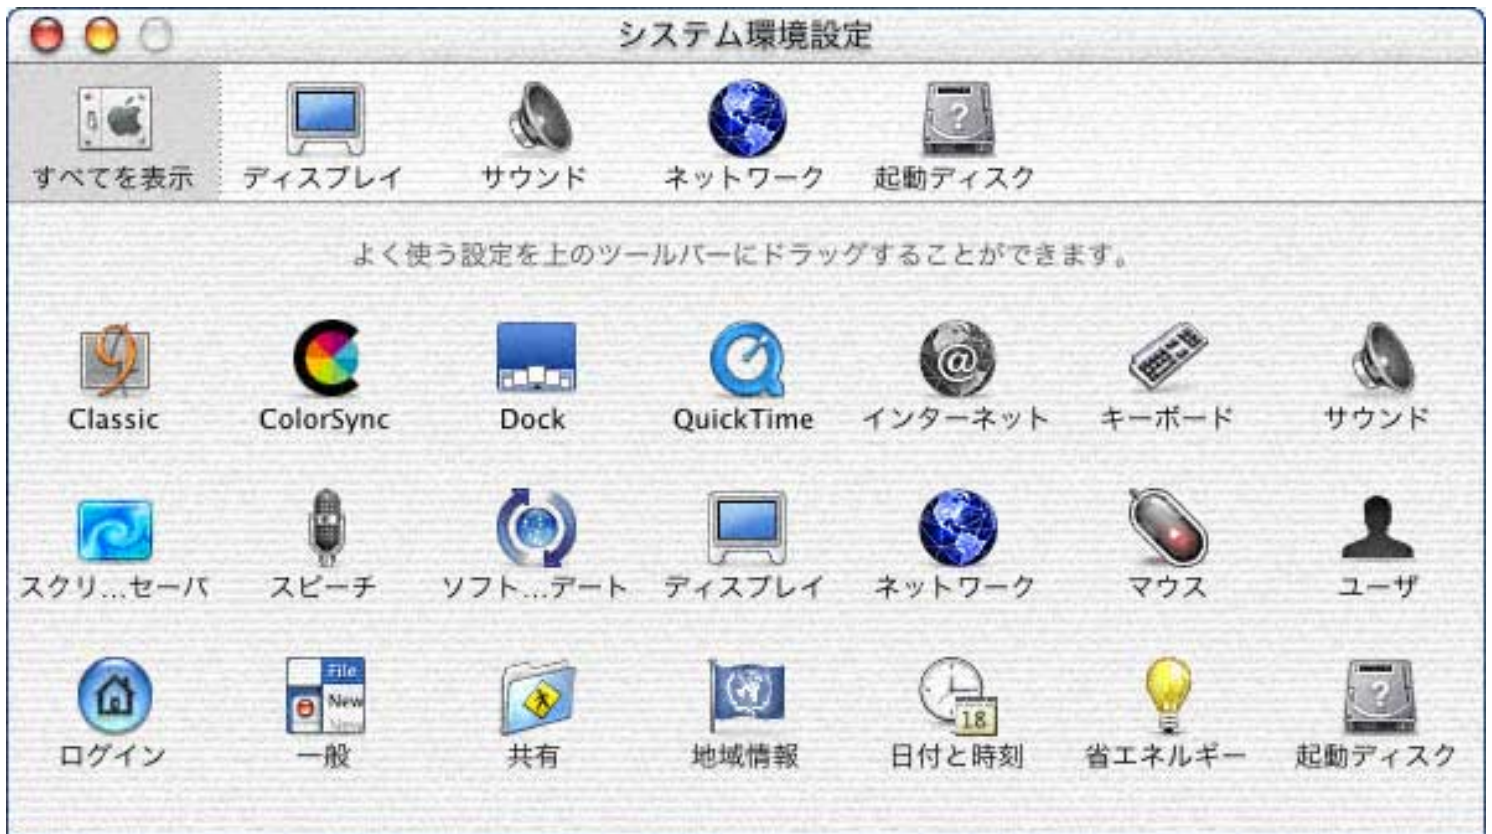 システム環境設定
すべてを表示 ディスプレイ サウンド ネットワーク 起動ディスク
よく使う設定を上のツールバーにドラッグすることができます。
Classic ColorSync Dock QuickTime インターネット キーボード サウンド
スクリ...セーバ スピーチ ソフト...デート ディスプレイ ネットワーク マウス ユーザ
File
New
New
18
ログイン 一般 共有 地域情報 日付と時刻 省エネルギー 起動ディスク